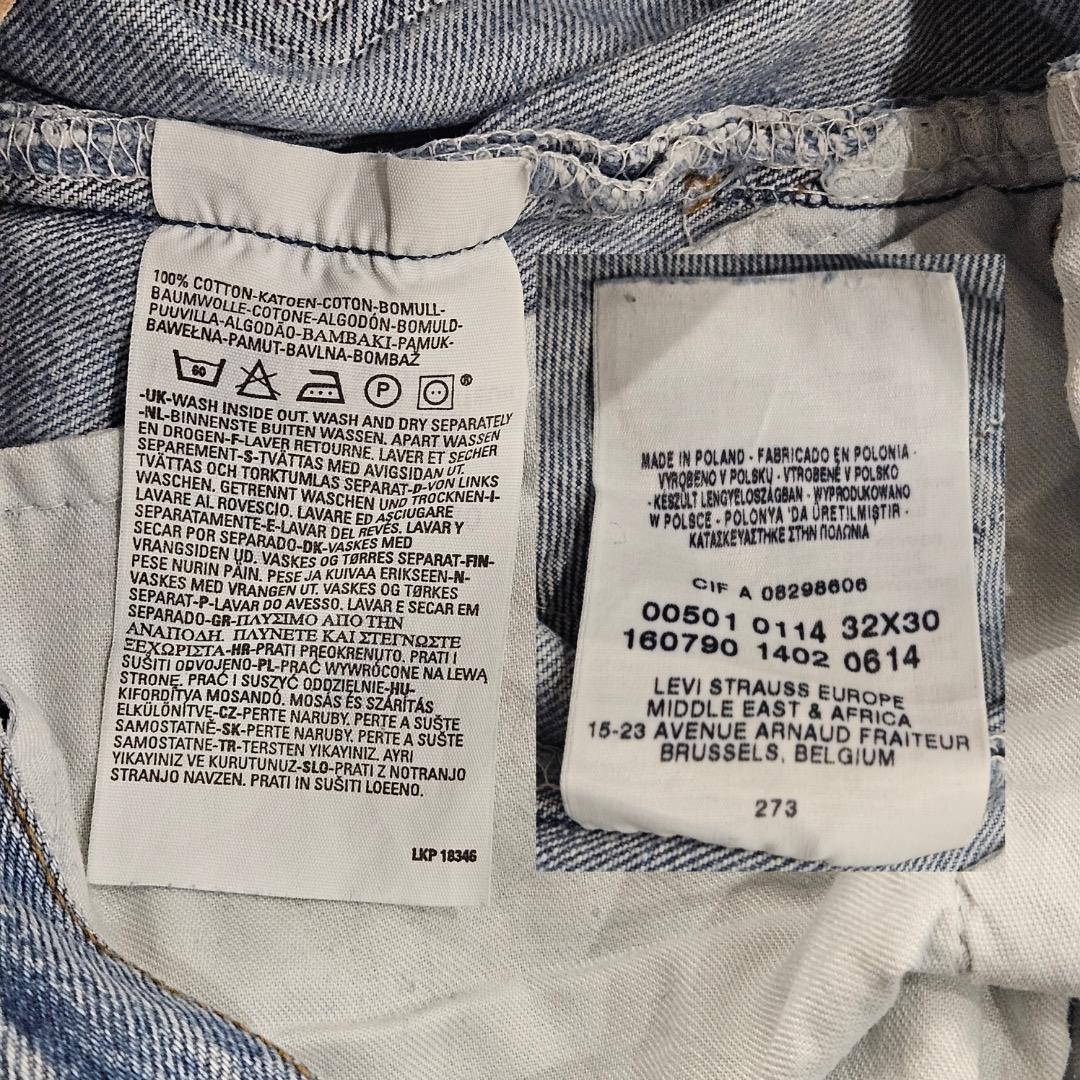 100% COTTON-KATOEN-COTON-BOMULL-
BAUMWOLLE-COTONE-ALGODÓN-BOMULD-
PUUVILLA-ALGODÃO-BAMBAKI-PAMUK-
BAWEŁNA-PAMUT-BAVLNA-BOMBAŽ
60 P ®
-UK-WASH INSIDE OUT. WASH AND DRY SEPARATELY
-NL-BINNENSTE BUITEN WASSEN. APART WASSEN
EN DROGEN-F-LAVER RETOURNE. LAVER ET SECHER
SEPAREMENT-S-TVÄTTAS MED AVIGSIDAN UT.
TVÄTTAS OCH TORKTUMLAS SEPARAT-D-VON LINKS
WASCHEN, GETRENNT WASCHEN UND TROCKNEN-I-
LAVARE AL ROVESCIO. LAVARE ED ASCIUGARE
SEPARATAMENTE-E-LAVAR DEL REVÉS. LAVAR Y
SECAR POR SEPARADO-DK-VASKES MED
VRANGSIDEN UD. VASKES OG TØRRES SEPARAT-FIN-
PESE NURIN PÄIN. PESE JA KUIVAA ERIKSEEN-N-
VASKES MED VRANGEN UT. VASKES OG TØRKES
SEPARAT-P-LAVAR DO AVESSO. LAVAR E SECAR EM
SEPARADO-GR-ΠΛΥΣΙΜΟ ΑΠΟ ΤΗΝ
ΑΝΑΠΟΔΗ. ΠΛΥΝΕΤΕ ΚΑΙ ΣΤΕΓΝΩΣΤΕ
ΞΕΧΩΡΙΣΤΑ-HR-PRATI PREOKRENUTO. PRATI I
SUŠITI ODVOJENO-PL-PRAĆ WYWRÓCONE NA LEWĄ
STRONĘ. PRAĆ I SUSZYĆ ODDZIELNIE-HU-
KIFORDÍTVA MOSANDÓ. MOSÁS ÉS SZÁRÍTÁS
ELKÜLÖNÍTVE-CZ-PERTE NARUBY. PERTE A SUŠTE
SAMOSTATNĚ-SK-PERTE NARUBY. PERTE A SUŠTE
SAMOSTATNE-TR-TERSTEN YIKAYINIZ. AYRI
YIKAYINIZ VE KURUTUNUZ-SLO-PRATI Z NOTRANJO
STRANJO NAVZEN. PRATI IN SUŠITI LOEENO.
LKP 18346
MADE IN POLAND - FABRICADO EN POLONIA -
VYROBENO V POLSKU - VTROBENÉ V POLSKO
-KÉSZÜLT LENGYELOSZÁGBAN - WYPRODUKOWANO
W POLSCE - POLONYA 'DA ÜRETILMIŞTIR -
ΚΑΤΑΣΚΕΥΑΣΤΗΚΕ ΣΤΗΝ ΠΟΛΩΝΙΑ
CIF A 08298606
00501 0114 32X30
160790 1402 0614
LEVI STRAUSS EUROPE
MIDDLE EAST & AFRICA
15-23 AVENUE ARNAUD FRAITEUR
BRUSSELS, BELGIUM
273